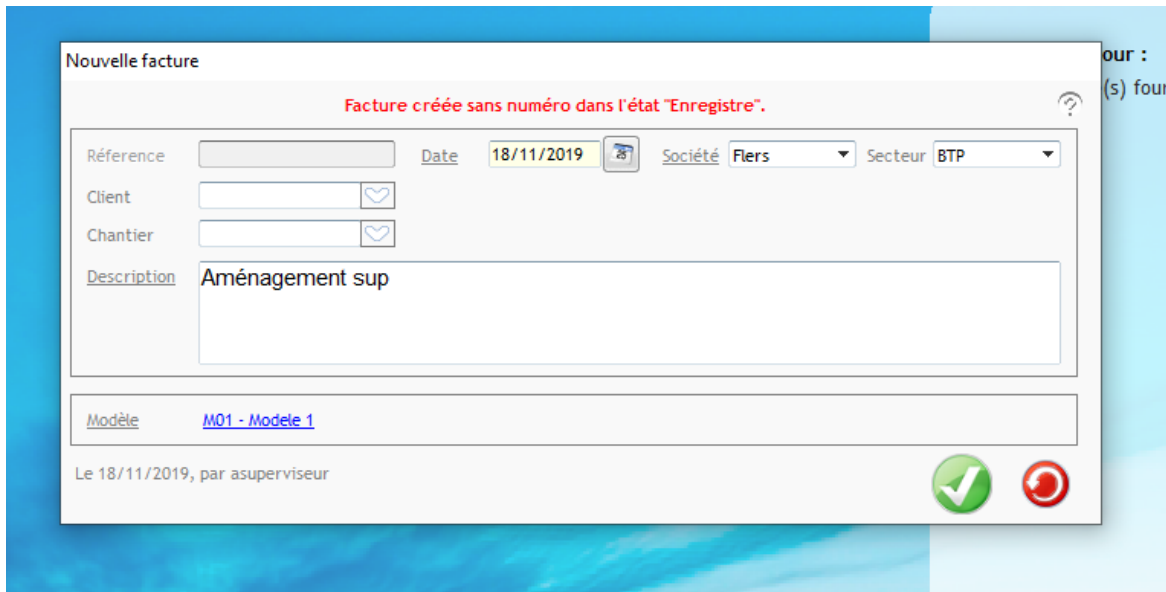 Nouvelle facture
our :
(s) four
Facture créée sans numéro dans l'état "Enregistre".
Réference Date 18/11/2019 Société Flers Secteur BTP
Client
Chantier
Description Aménagement sup
Modèle M01 - Modele 1
Le 18/11/2019, par asuperviseur